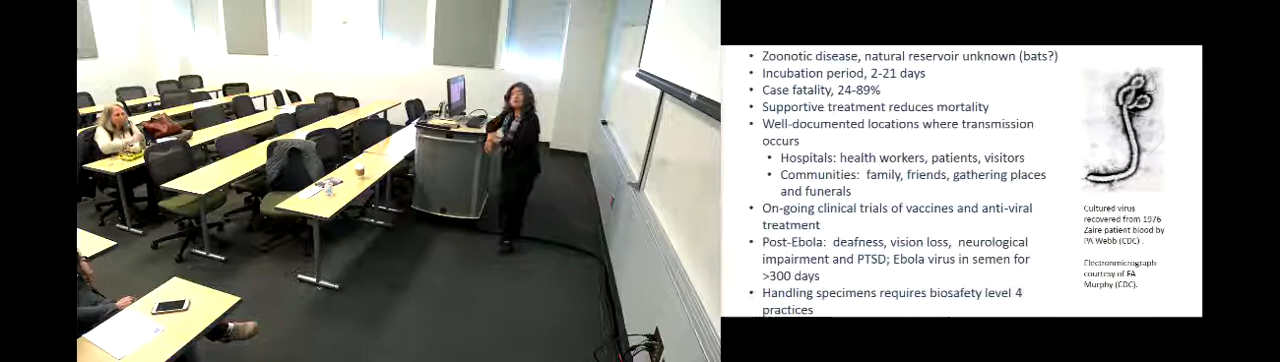 • Zoonotic disease, natural reservoir unknown (bats?)
• Incubation period, 2-21 days
• Case fatality, 24-89%
• Supportive treatment reduces mortality
• Well-documented locations where transmission
occurs
• Hospitals: health workers, patients, visitors
• Communities: family, friends, gathering places
and funerals
• On-going clinical trials of vaccines and anti-viral
treatment
• Post-Ebola: deafness, vision loss, neurological
impairment and PTSD; Ebola virus in semen for
>300 days
• Handling specimens requires biosafety level 4
practices
Cultured virus
recovered from 1976
Zaire patient blood by
PA Webb (CDC) .
Electronmicrograph
courtesy of FA
Murphy (CDC).